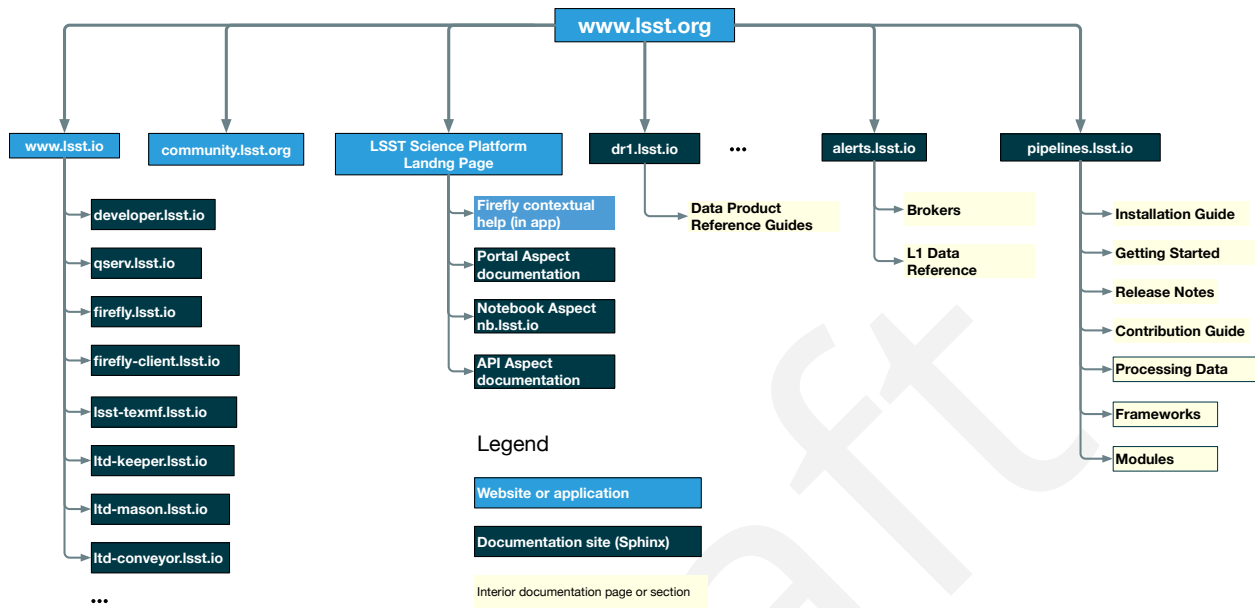 www.lsst.org
www.lsst.io
community.lsst.org
LSST Science Platform
Landng Page
dr1.lsst.io
...
alerts.lsst.io
pipelines.lsst.io
developer.lsst.io
qserv.lsst.io
firefly.lsst.io
firefly-client.lsst.io
lsst-texmf.lsst.io
ltd-keeper.lsst.io
ltd-mason.lsst.io
ltd-conveyor.lsst.io
...
Firefly contextual
help (in app)
Portal Aspect
documentation
Notebook Aspect
nb.lsst.io
API Aspect
documentation
Data Product
Reference Guides
Brokers
L1 Data
Reference
Installation Guide
Getting Started
Release Notes
Contribution Guide
Processing Data
Frameworks
Modules
Legend
Website or application
Documentation site (Sphinx)
Interior documentation page or section
aft